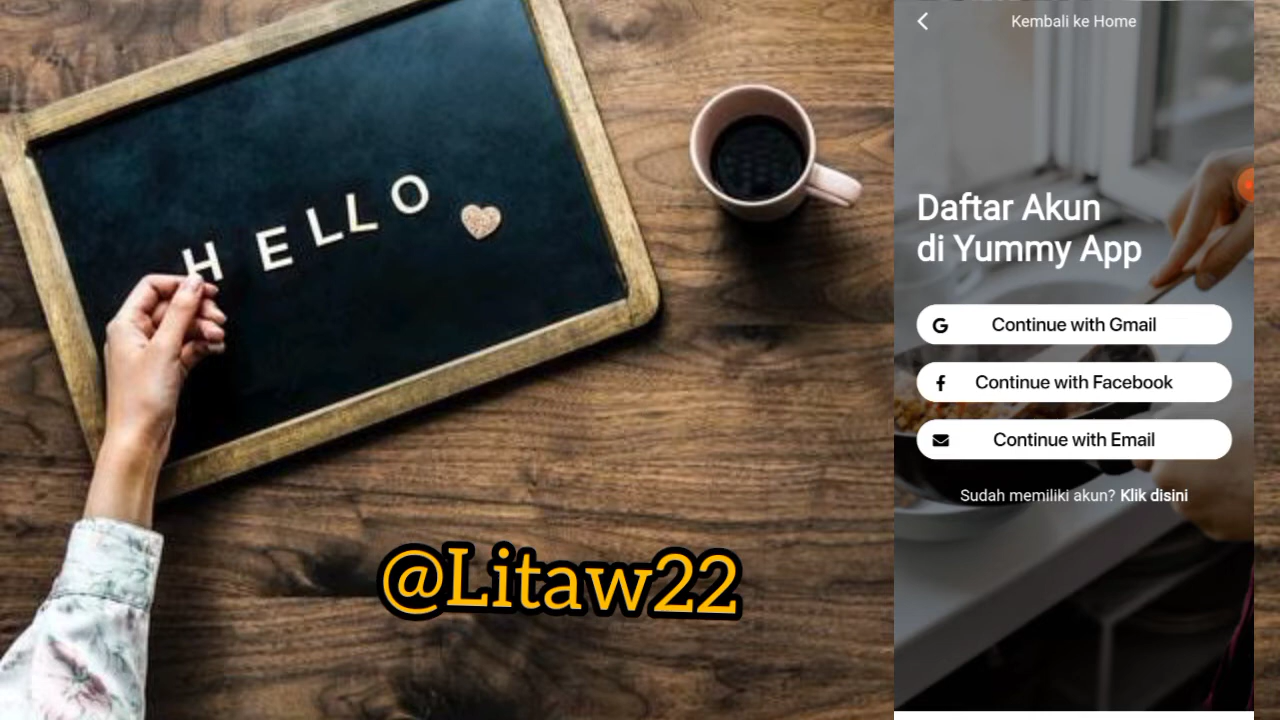 HELLO
@Litaw22
Kembali ke Home
Daftar Akun
di Yummy App
Continue with Gmail
Continue with Facebook
Continue with Email
Sudah memiliki akun? Klik disini